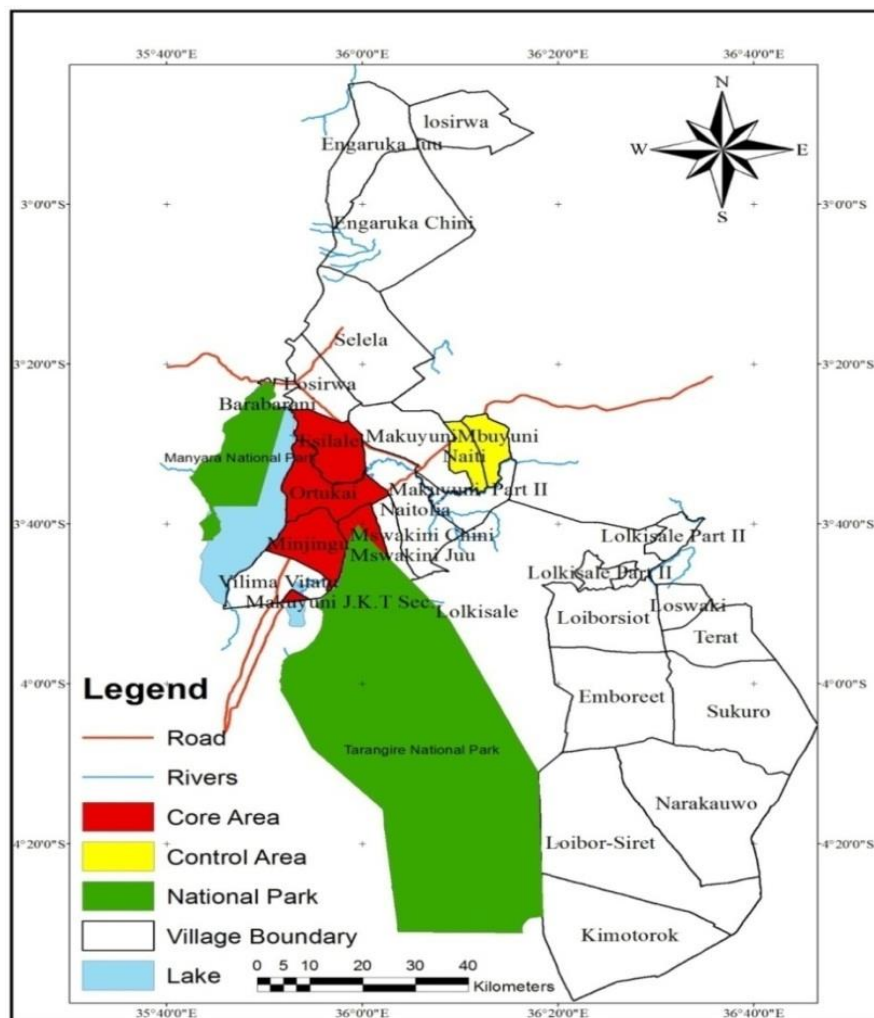 35°40'0"E 36°0'0"E 36°20'0"E 36°40'0"E
N
W E
S
losirwa
Engaruka Juu
3°0'0"S 3°0'0"S
Engaruka Chini
Selela
3°20'0"S 3°20'0"S
Losirwa
Barabarani
Esilalei
Makuyuni
Mbuyuni
Naiti
Manyara National Park
Ortukai
Makuyuni Part II
Naitolia
3°40'0"S 3°40'0"S
Minjingu
Mswakini Chini
Mswakini Juu
Lolkisale Part II
Lolkisale Part II
Vilima Vitatu
Makuyuni J.K.T Sec.
Lolkisale
Loiborsiot
Loswaki
Terat
4°0'0"S 4°0'0"S
Emboreet
Sukuro
Tarangire National Park
Narakauwo
4°20'0"S 4°20'0"S
Loibor-Siret
Kimotorok
Legend
Road
Rivers
Core Area
Control Area
National Park
Village Boundary
Lake
0 5 10 20 30 40
Kilometers
35°40'0"E 36°0'0"E 36°20'0"E 36°40'0"E